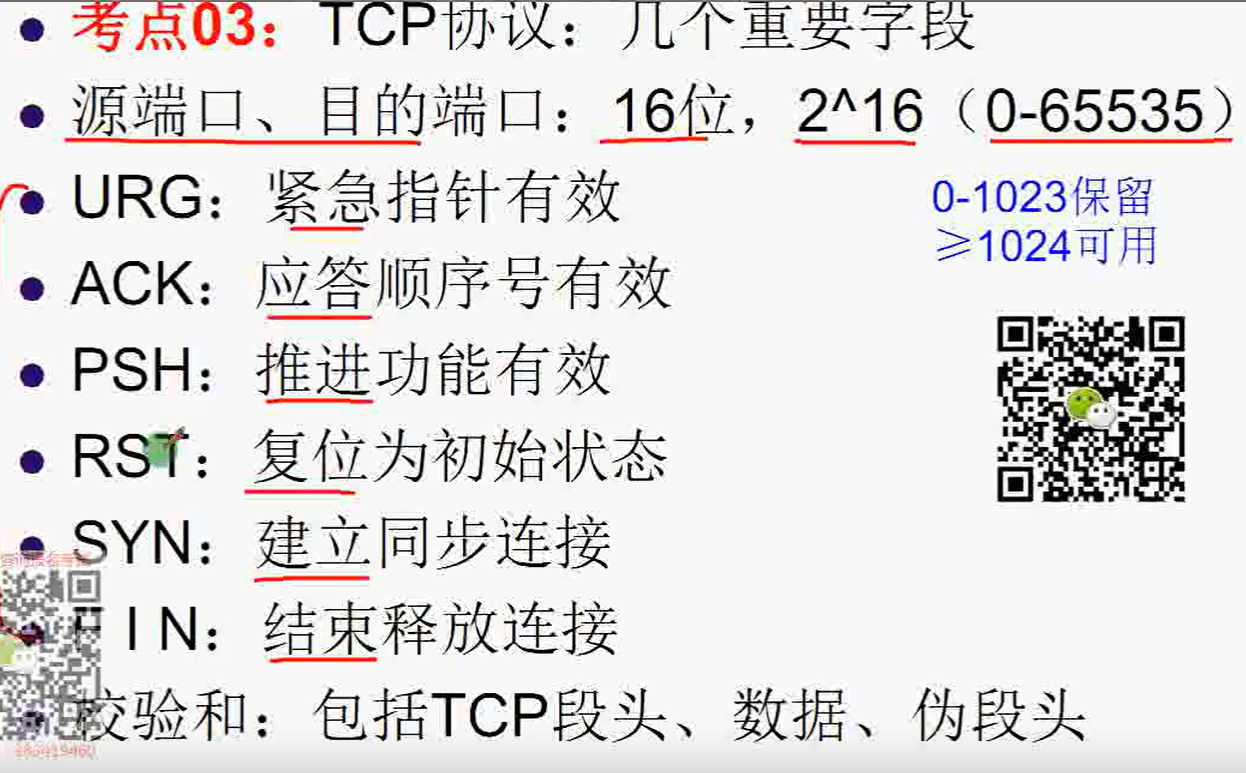 考点03：TCP协议：几个重要字段
源端口、目的端口：16位，2^16（0-65535）
URG：紧急指针有效
0-1023保留
≥1024可用
ACK：应答顺序号有效
PSH：推进功能有效
RST：复位为初始状态
SYN：建立同步连接
FIN：结束释放连接
校验和：包括TCP段头、数据、伪段头